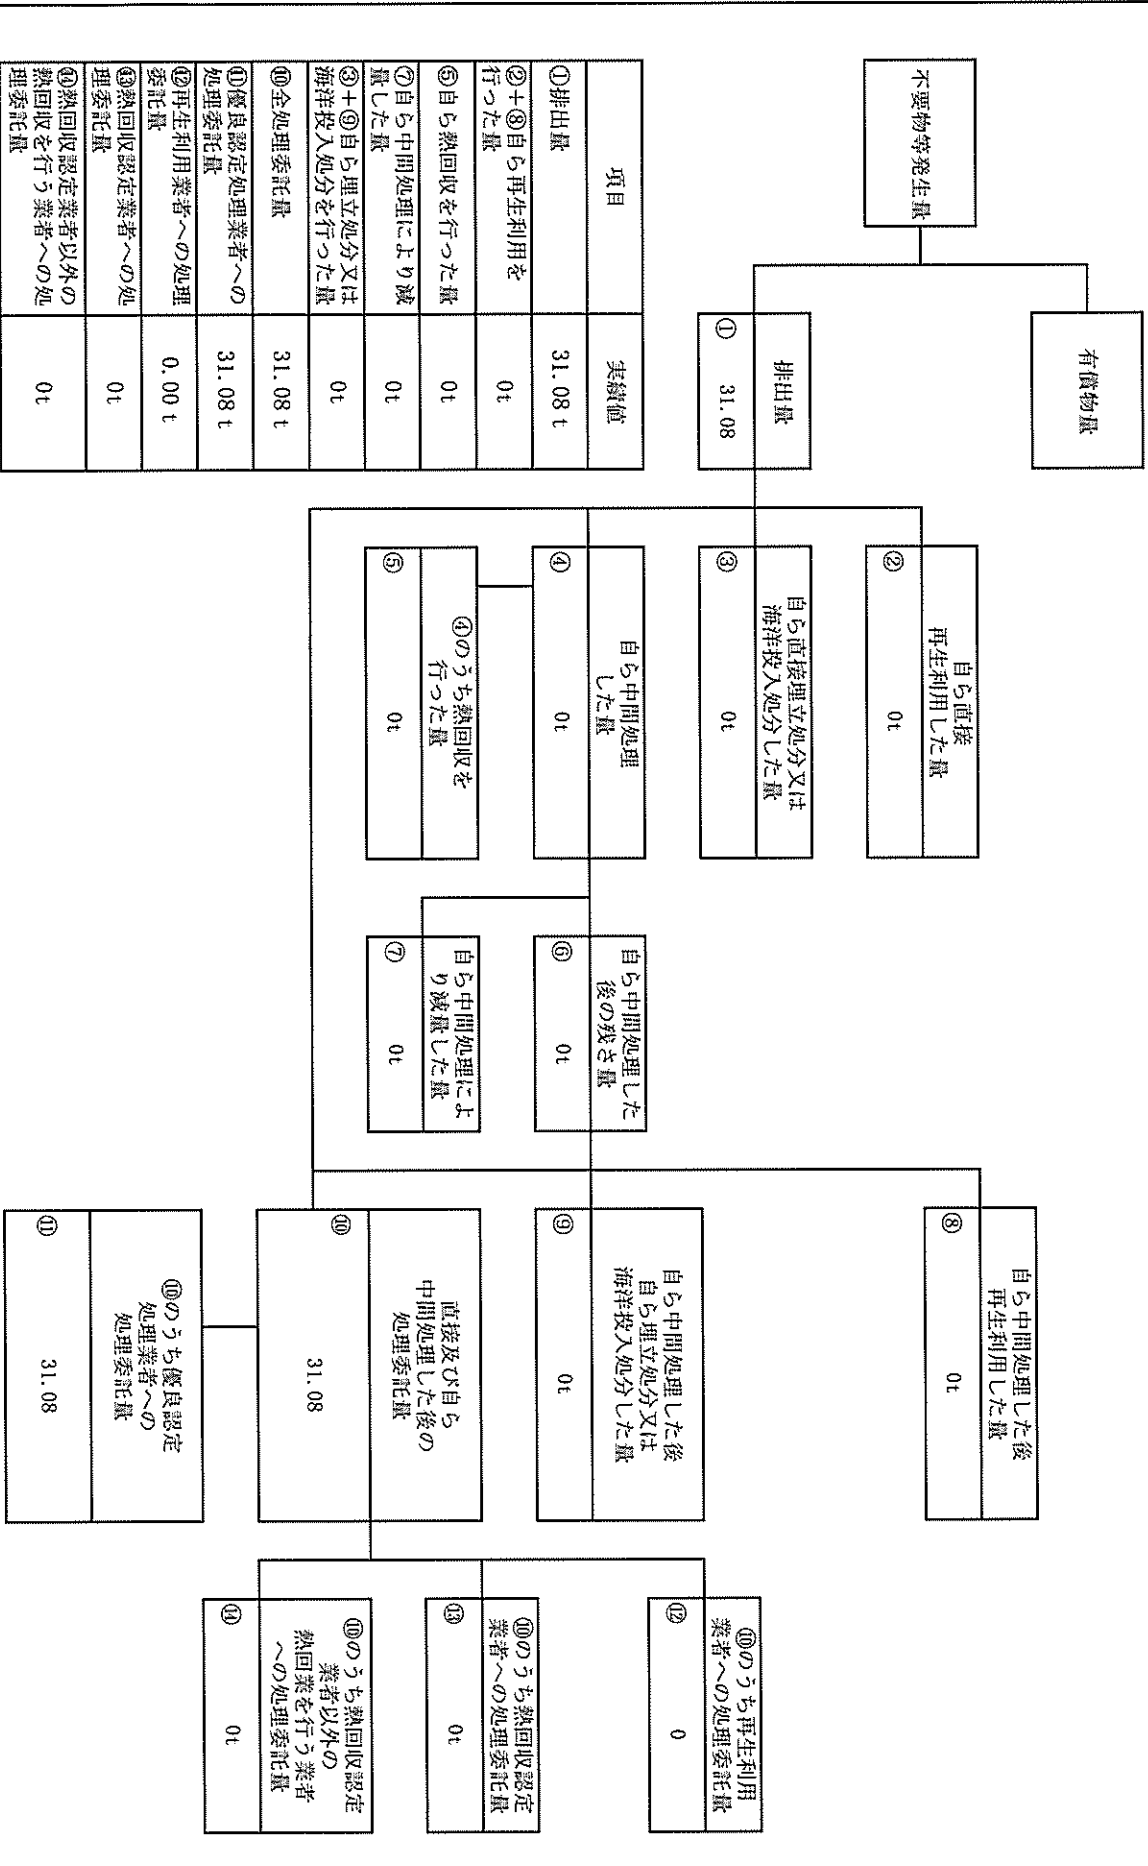 不要物等発生量
有償物量
排出量
① 31.08
自ら直接
再生利用した量
② 0t
自ら直接埋立処分又は
海洋投入処分した量
③ 0t
自ら中間処理
した量
④ 0t
④のうち熱回収を
行った量
⑤ 0t
自ら中間処理した
後の残さ量
⑥ 0t
自ら中間処理によ
り減量した量
⑦ 0t
自ら中間処理した後
再生利用した量
⑧ 0t
自ら中間処理した後
自ら埋立処分又は
海洋投入処分した量
⑨ 0t
直接及び自ら
中間処理した後の
処理委託量
⑩ 31.08
⑩のうち優良認定
処理業者への
処理委託量
⑪ 31.08
⑩のうち再生利用
業者への処理委託量
⑫ 0
⑩のうち熱回収認定
業者への処理委託量
⑬ 0t
⑩のうち熱回収認定
業者以外の
熱回業を行う業者
への処理委託量
⑭ 0t
項目 実績値
①排出量 31.08 t
②+⑧自ら再生利用を
行った量 0t
⑤自ら熱回収を行った量 0t
⑦自ら中間処理により減
量した量 0t
③+⑨自ら埋立処分又は
海洋投入処分を行った量 0t
⑩全処理委託量 31.08 t
⑪優良認定処理業者への
処理委託量 31.08 t
⑫再生利用業者への処理
委託量 0.00 t
⑬熱回収認定業者への処
理委託量 0t
⑭熱回収認定業者以外の
熱回収を行う業者への処
理委託量 0t